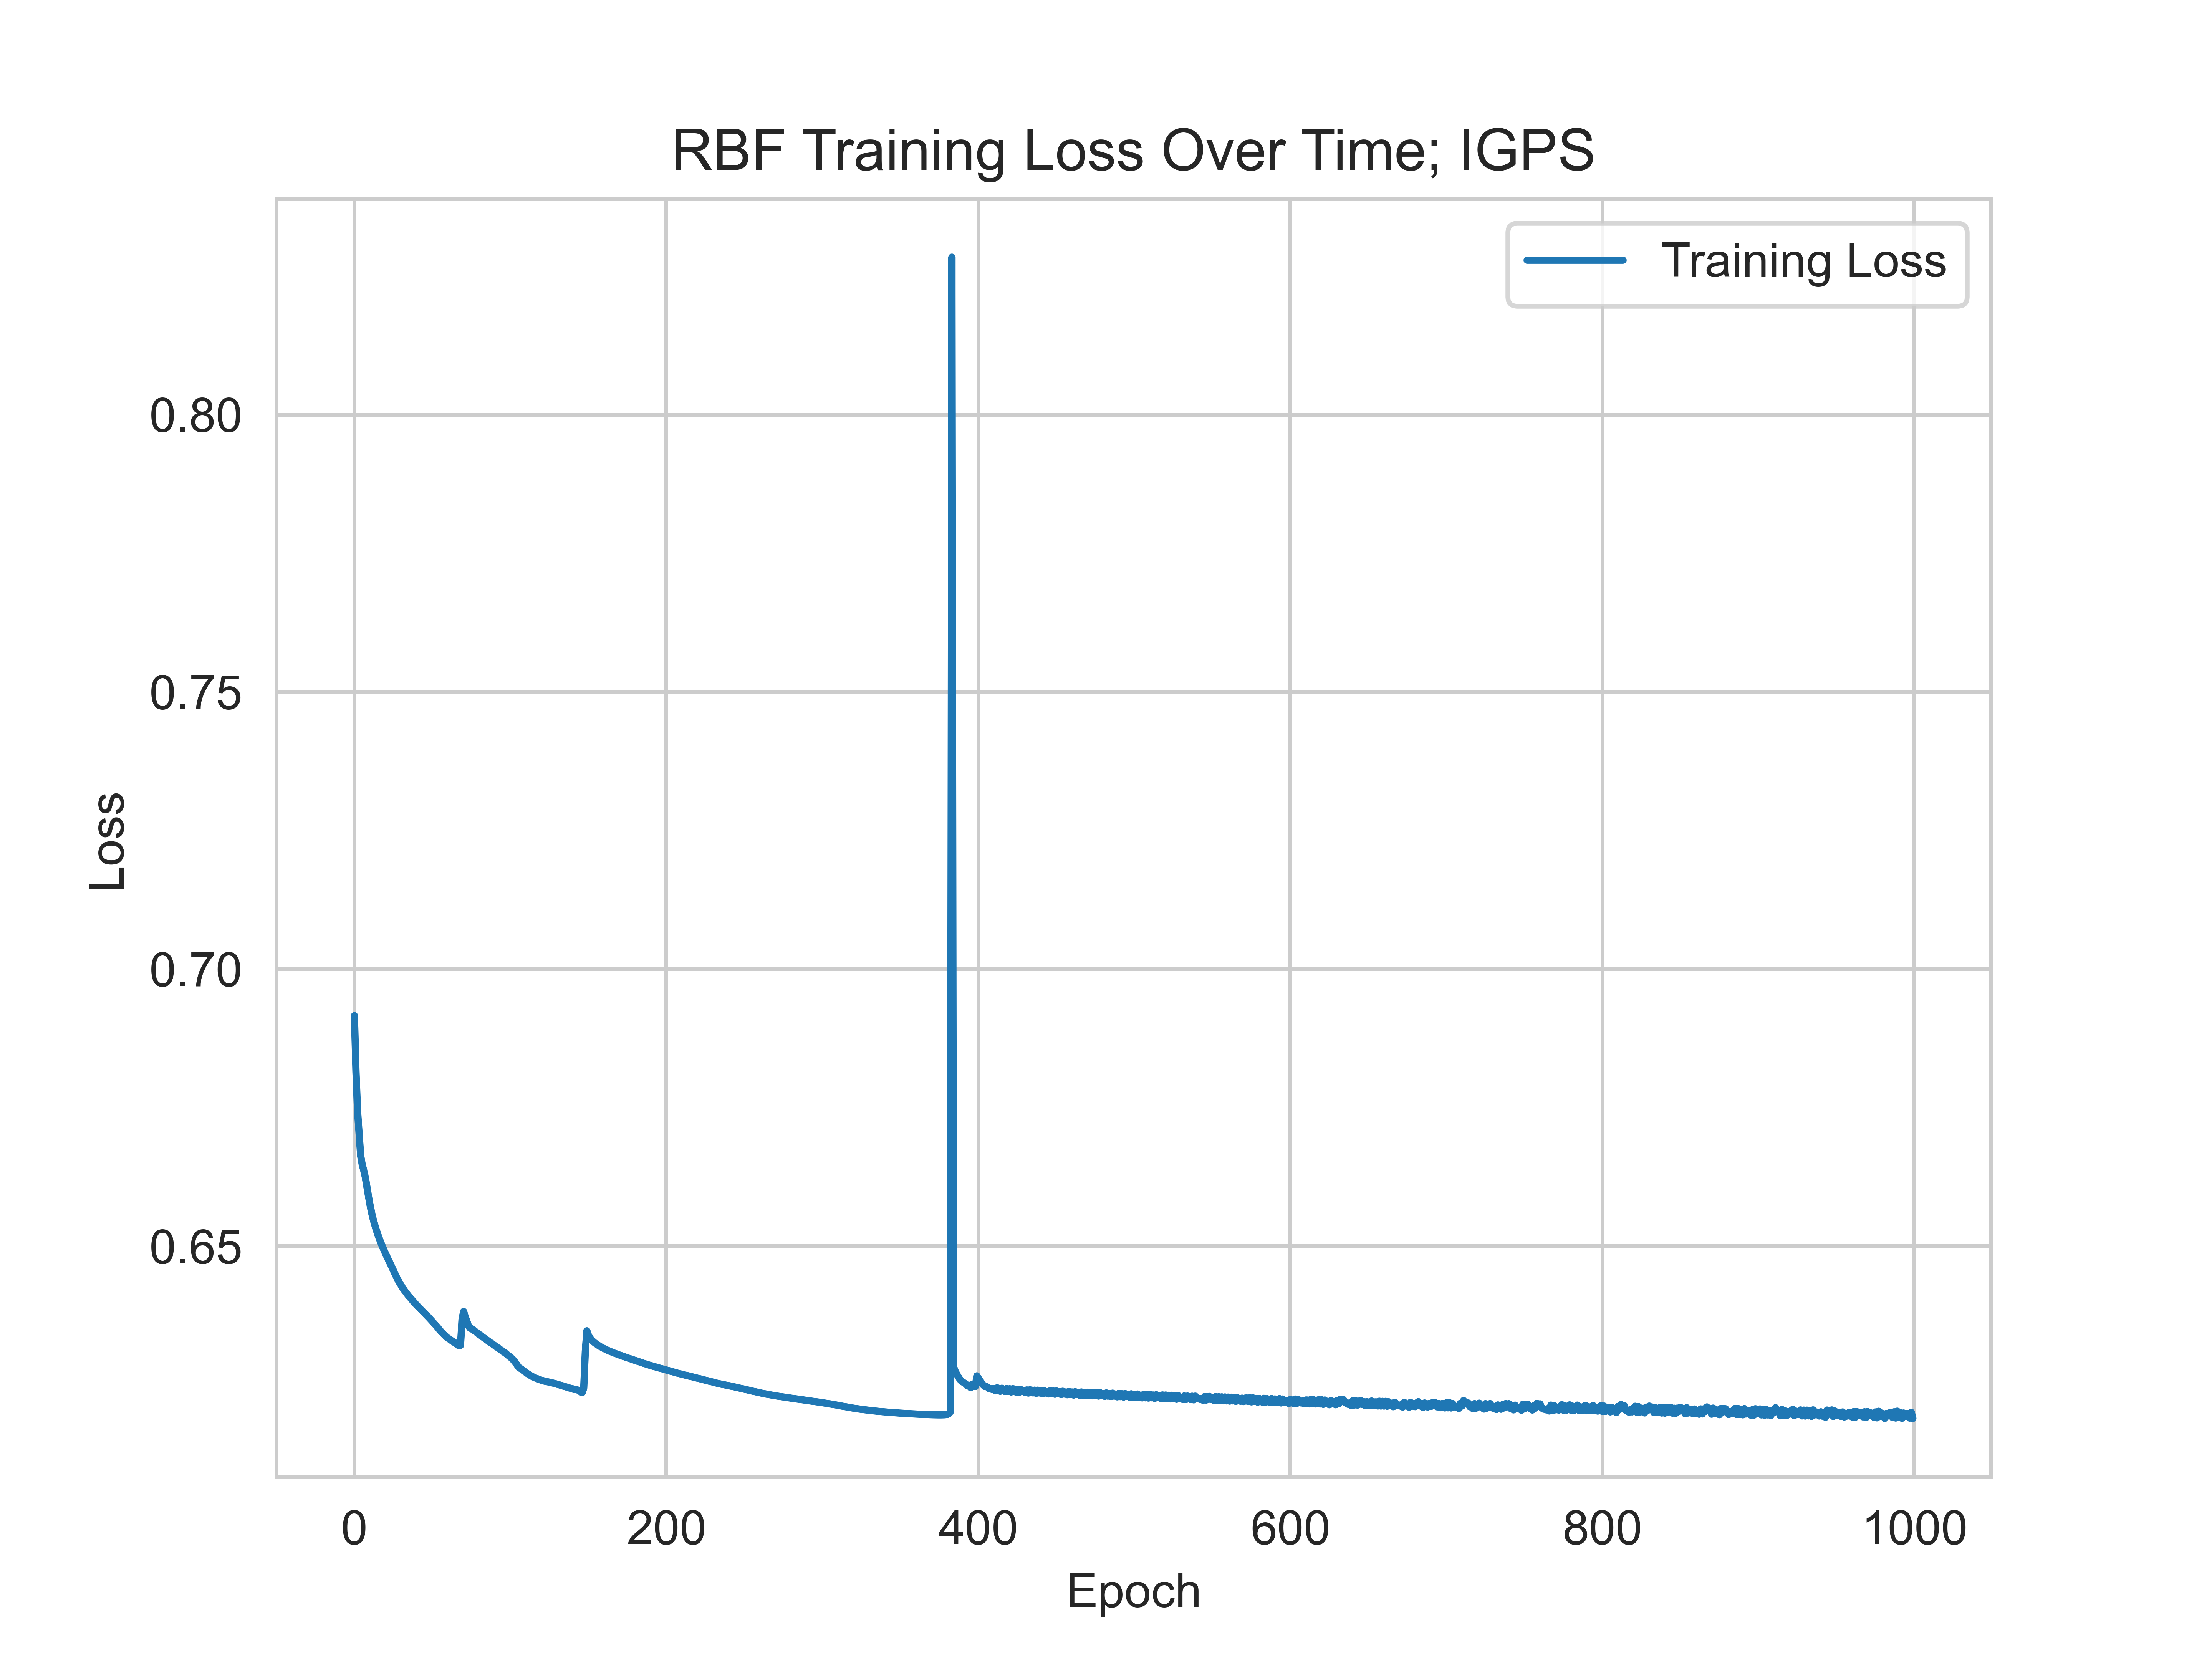 RBF Training Loss Over Time; IGPS
Training Loss
0.80
0.75
0.70
0.65
Loss
0 200 400 600 800 1000
Epoch